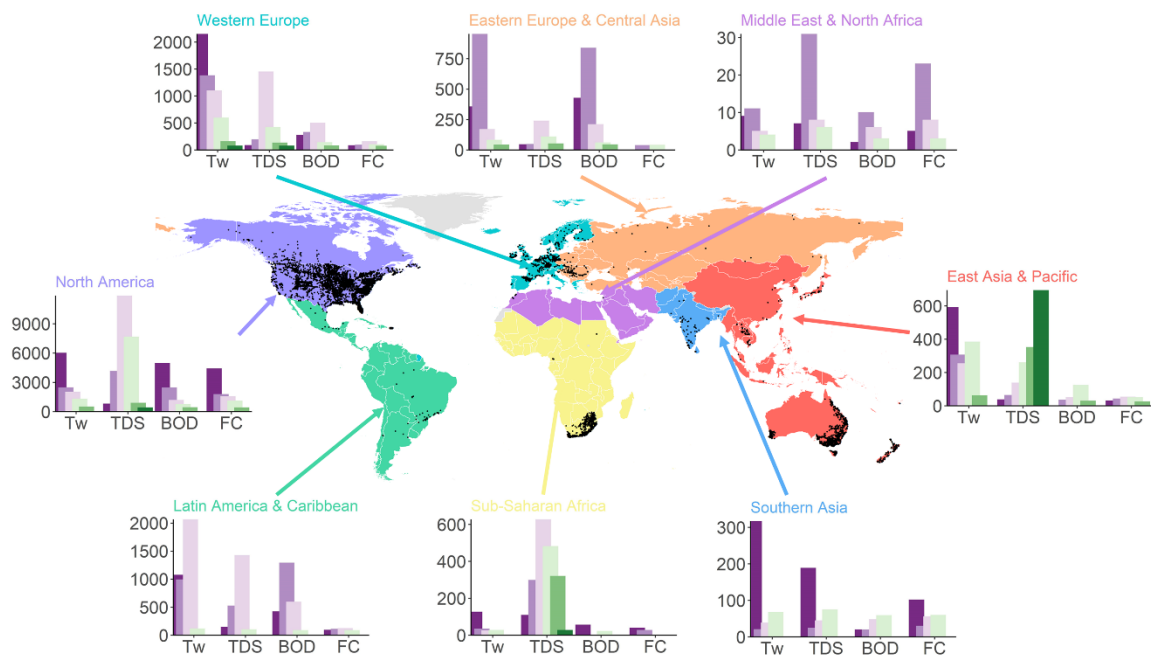 Western Europe
2000
1500
1000
500
0
Tw TDS BOD FC
Eastern Europe & Central Asia
750
500
250
0
Tw TDS BOD FC
Middle East & North Africa
30
20
10
0
Tw TDS BOD FC
North America
9000
6000
3000
0
Tw TDS BOD FC
East Asia & Pacific
600
400
200
0
Tw TDS BOD FC
Latin America & Caribbean
2000
1500
1000
500
0
Tw TDS BOD FC
Sub-Saharan Africa
600
400
200
0
Tw TDS BOD FC
Southern Asia
300
200
100
0
Tw TDS BOD FC